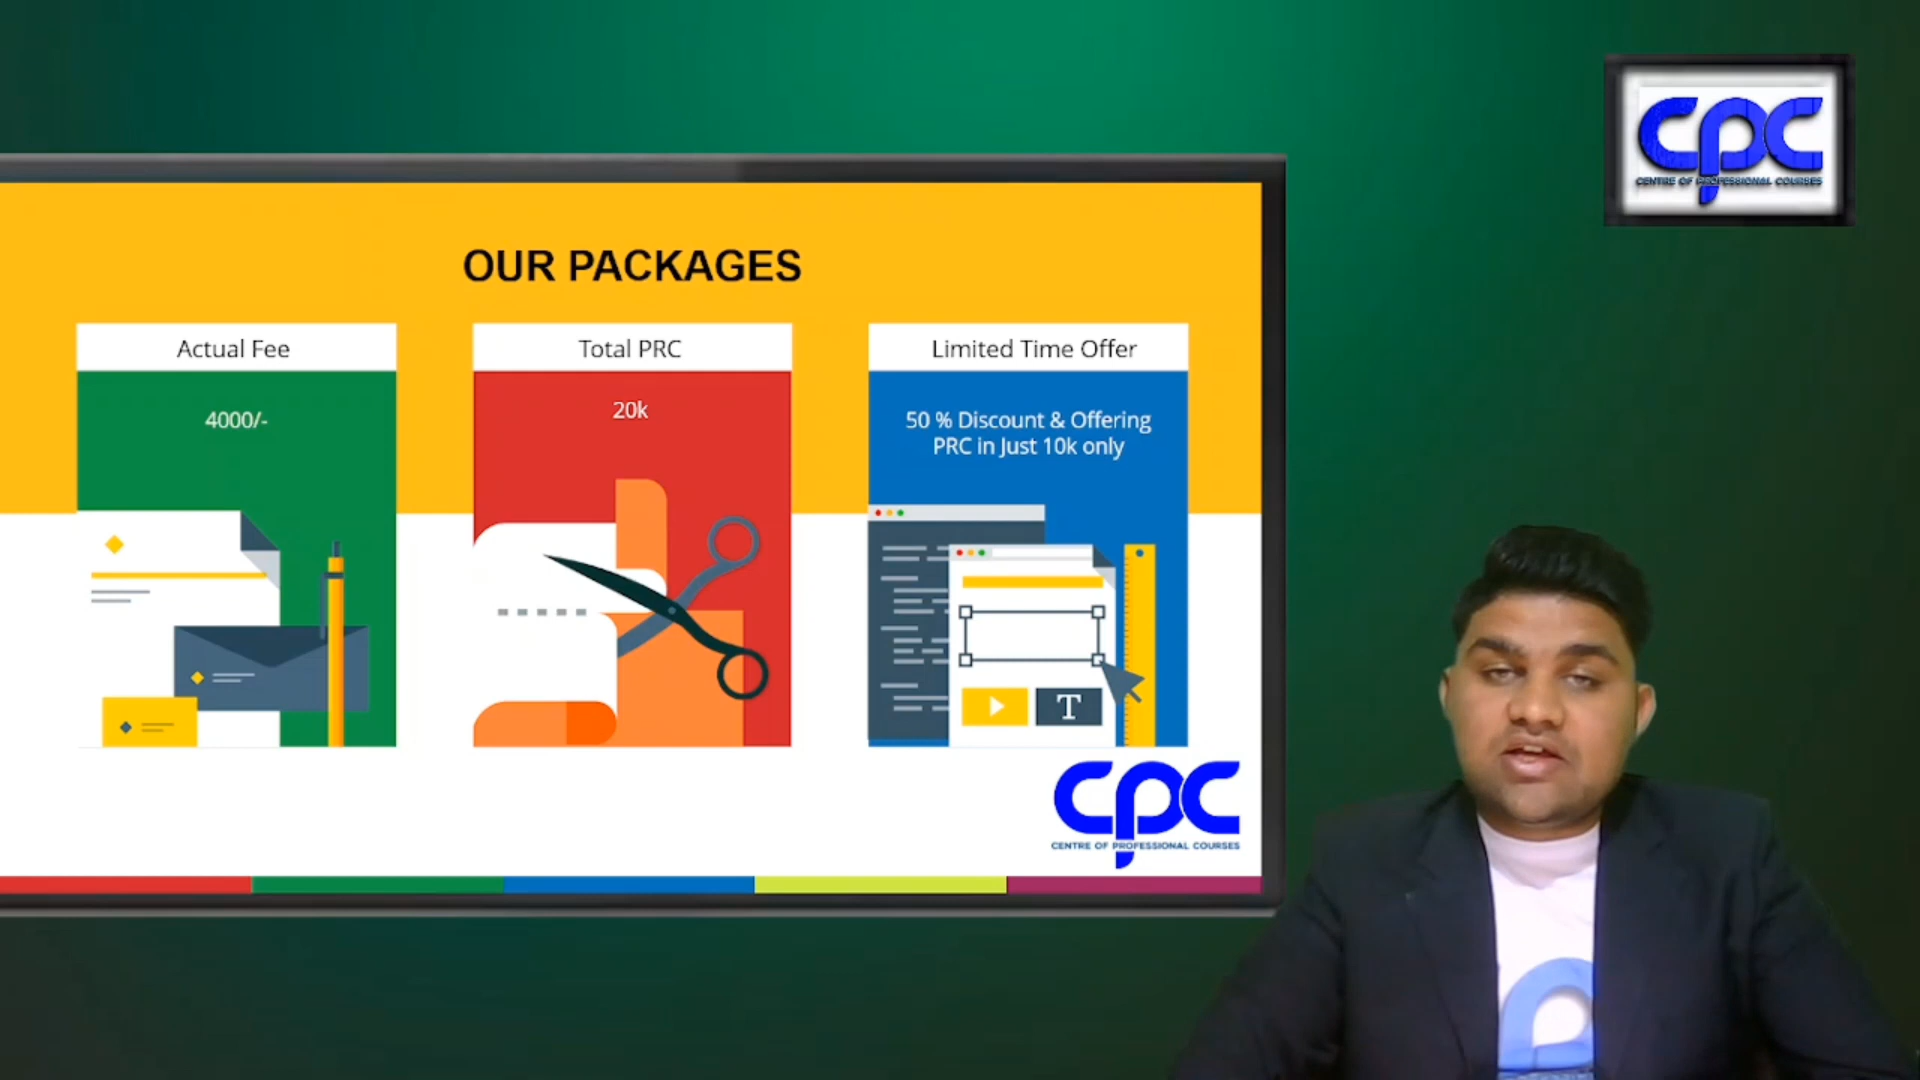 cpc
CENTRE OF PROFESSIONAL COURSES
OUR PACKAGES
Actual Fee
4000/-
Total PRC
20k
Limited Time Offer
50 % Discount & Offering
PRC in Just 10k only
T
cpc
CENTRE OF PROFESSIONAL COURSES